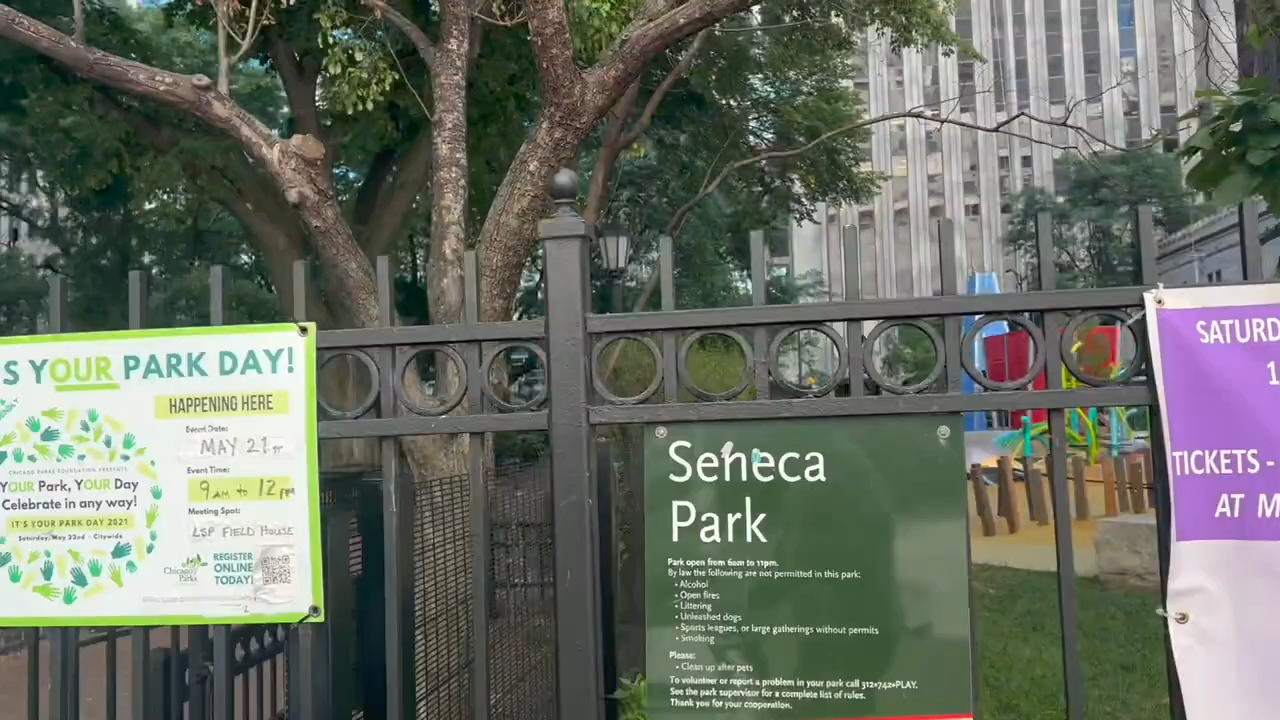 S YOUR PARK DAY!
HAPPENING HERE
Event Date:
MAY 21
Event Time:
9 AM to 12 PM
Meeting Spot:
LSP FIELD HOUSE
REGISTER
ONLINE
TODAY!
Chicago
Parks
CHICAGO PARKS FOUNDATION PRESENTS
YOUR Park, YOUR Day
Celebrate in any way!
IT'S YOUR PARK DAY 2021
Saturday, May 22nd - Citywide
Seneca
Park
Park open from 6am to 11pm.
By law the following are not permitted in this park:
• Alcohol
• Open fires
• Littering
• Unleashed dogs
• Sports leagues, or large gatherings without permits
• Smoking
Please:
• Clean up after pets
To volunteer or report a problem in your park call 312•742•PLAY.
See the park supervisor for a complete list of rules.
Thank you for your cooperation.
SATURD
1
TICKETS -
AT M